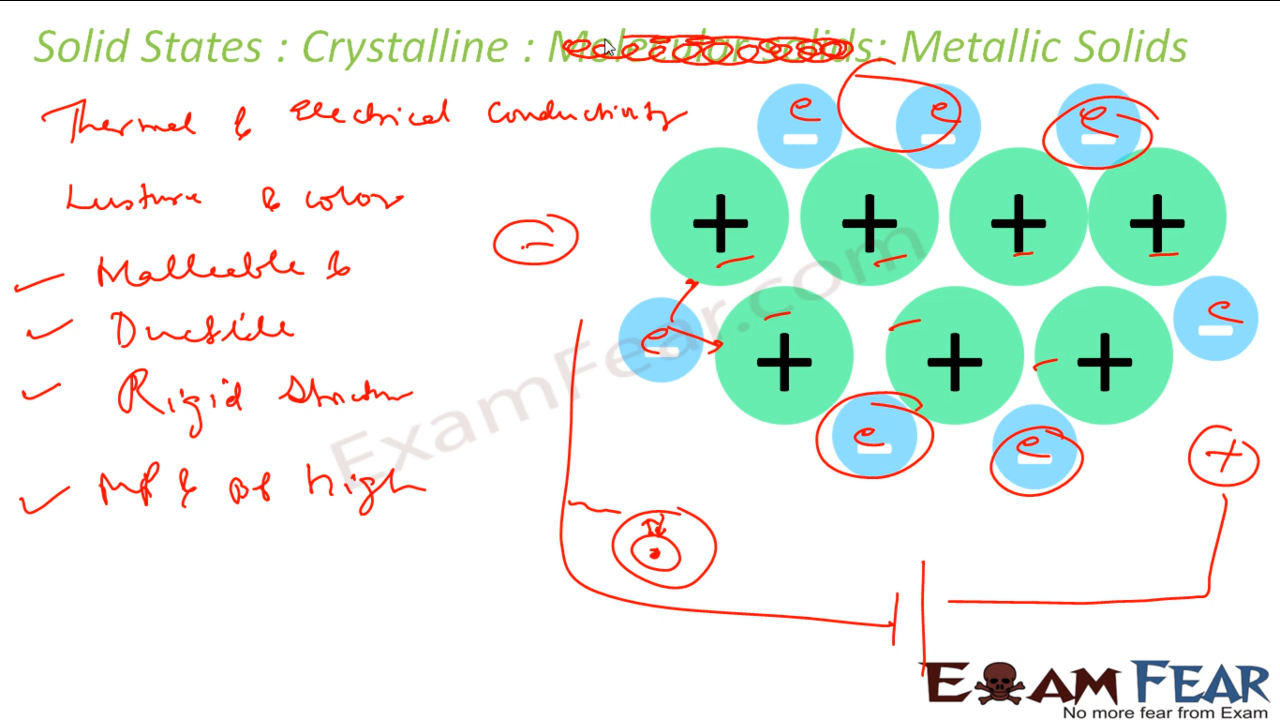 Solid States : Crystalline : Molecular solids: Metallic Solids
Thermal & Electrical Conductivity
Lusture & color
Malleable &
Ductile
Rigid Structure
MP & BP high
e e e
+ + + +
e e
+ + +
e e
-
+
ExamFear.com
EXAM FEAR
No more fear from Exam